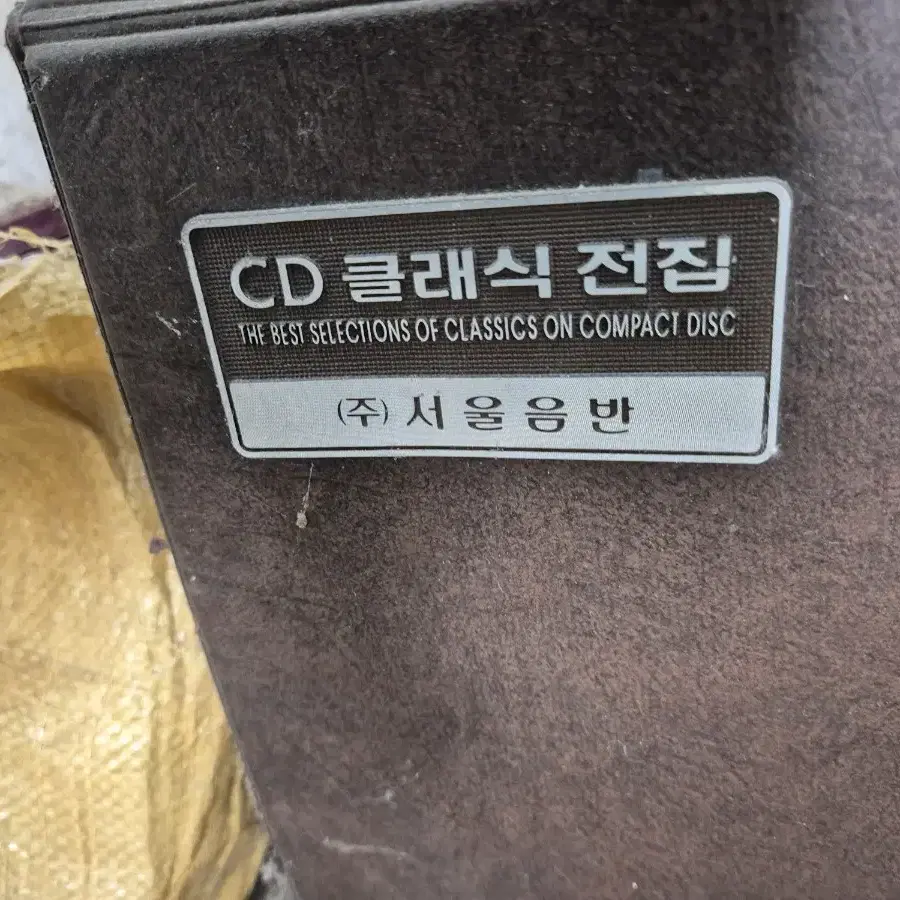 CD 클래식 전집
THE BEST SELECTIONS OF CLASSICS ON COMPACT DISC
(주) 서울음반